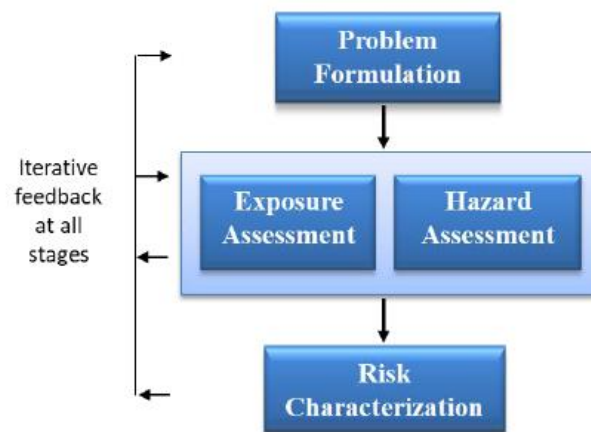 Problem
Formulation
Iterative
feedback
at all
stages
Exposure
Assessment
Hazard
Assessment
Risk
Characterization